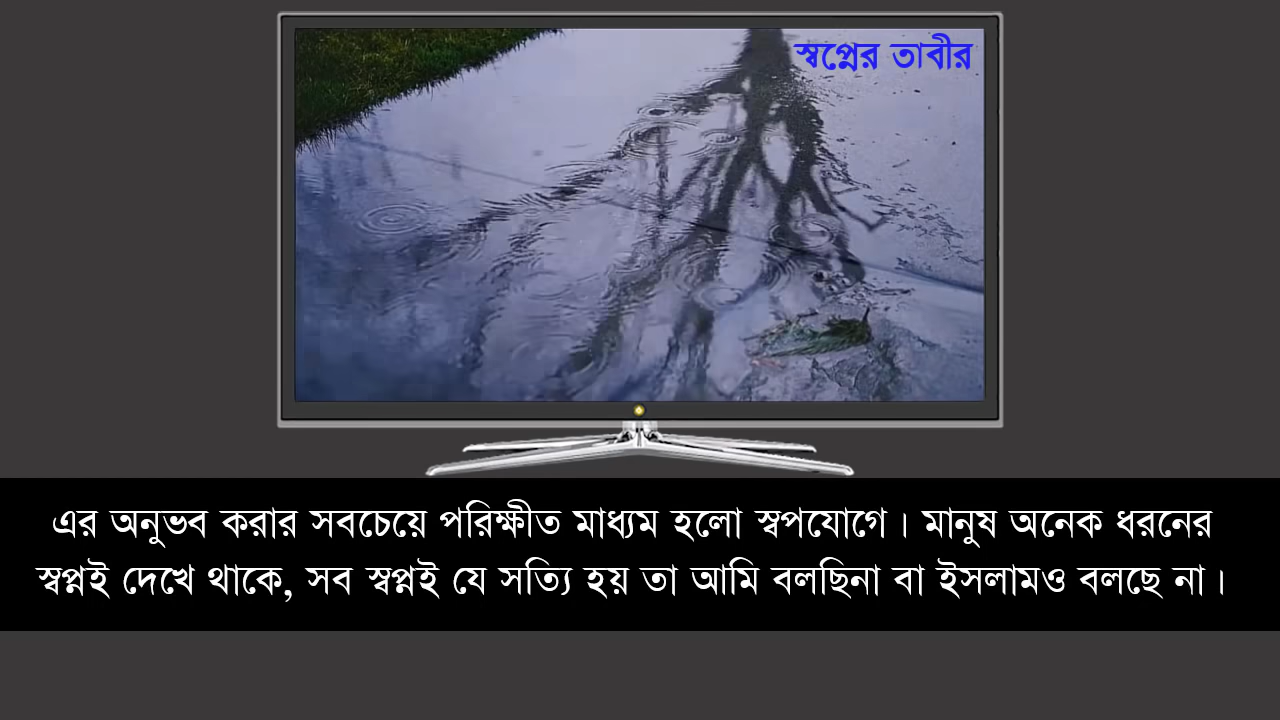 স্বপ্নের তাবীর
এর অনুভব করার সবচেয়ে পরিক্ষীত মাধ্যম হলো স্বপযোগে। মানুষ অনেক ধরনের
স্বপ্নই দেখে থাকে, সব স্বপ্নই যে সত্যি হয় তা আমি বলছিনা বা ইসলামও বলছে না।